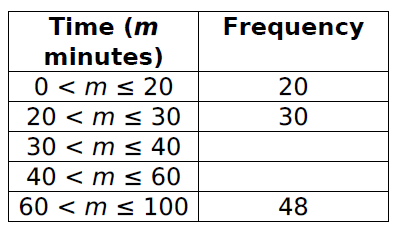 Time (m Frequency
minutes)
0 < m ≤ 20 20
20 < m ≤ 30 30
30 < m ≤ 40
40 < m ≤ 60
60 < m ≤ 100 48